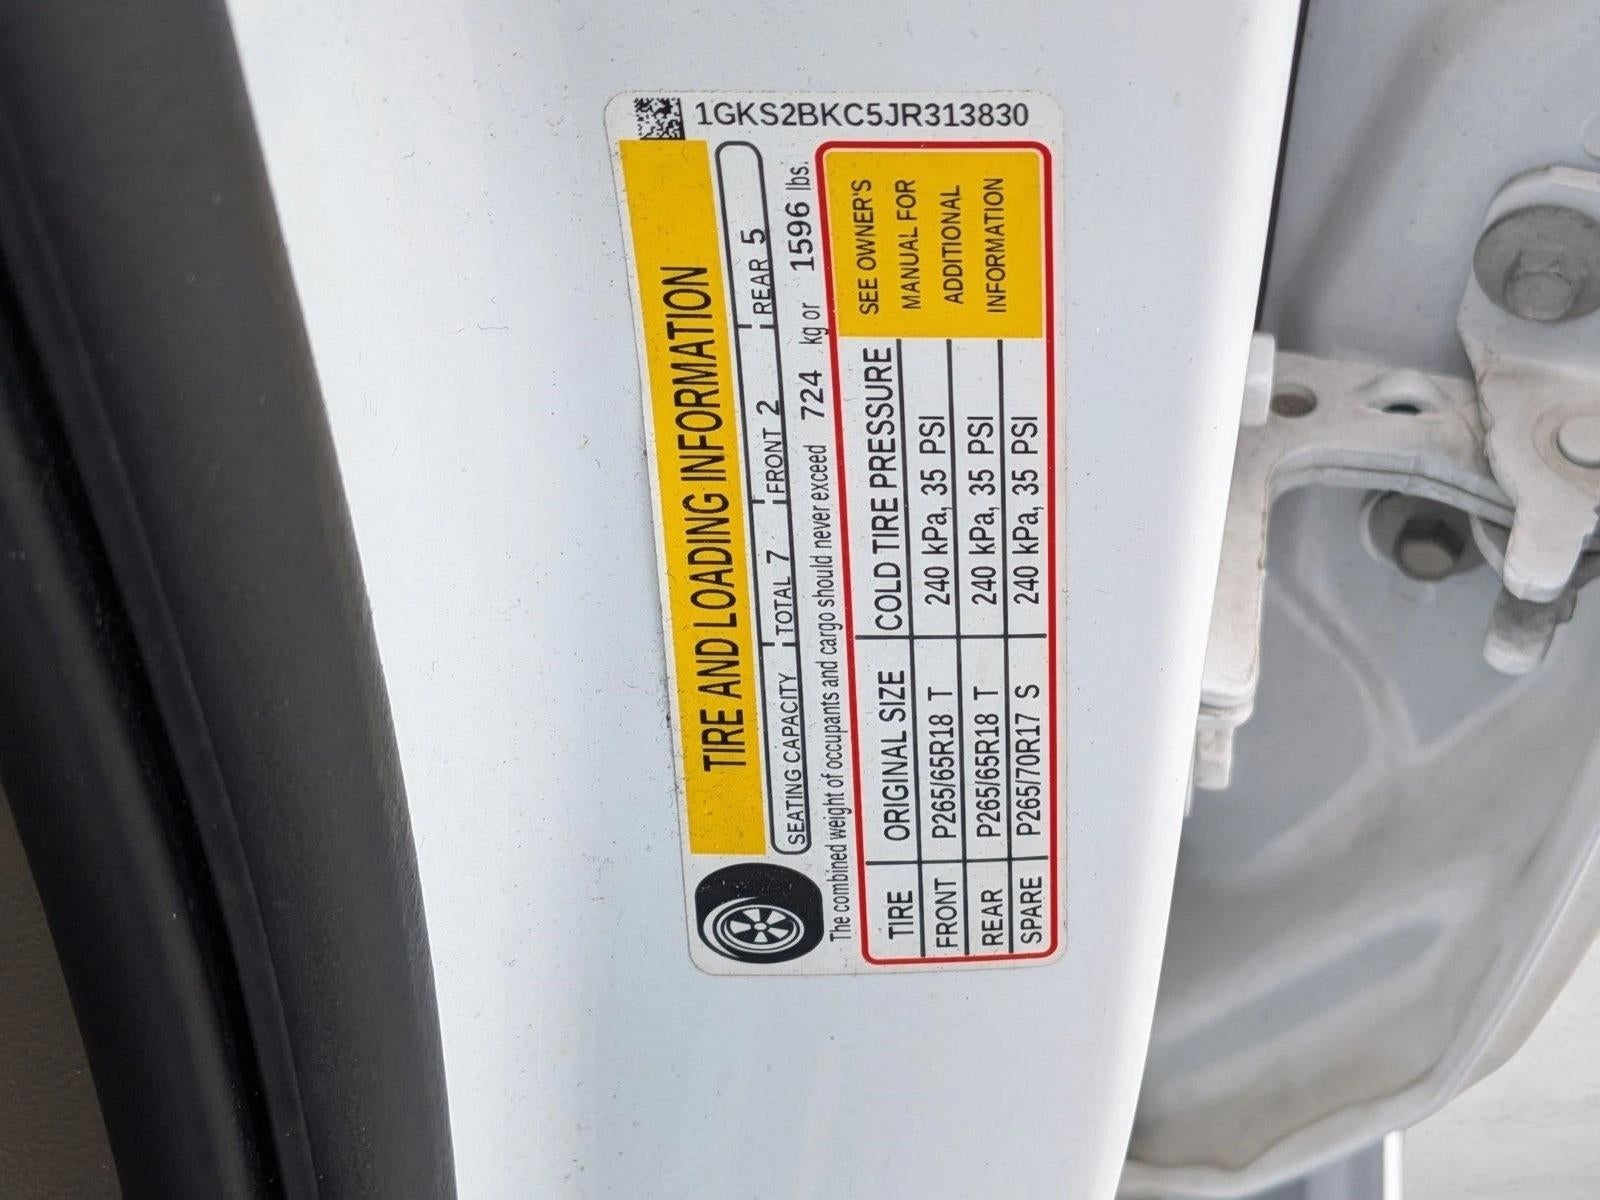 1GKS2BKC5JR313830
TIRE AND LOADING INFORMATION
SEATING CAPACITY TOTAL 7 FRONT 2 REAR 5
The combined weight of occupants and cargo should never exceed 724 kg or 1596 lbs.
TIRE ORIGINAL SIZE COLD TIRE PRESSURE
FRONT P265/65R18 T 240 kPa, 35 PSI
REAR P265/65R18 T 240 kPa, 35 PSI
SPARE P265/70R17 S 240 kPa, 35 PSI
SEE OWNER'S
MANUAL FOR
ADDITIONAL
INFORMATION